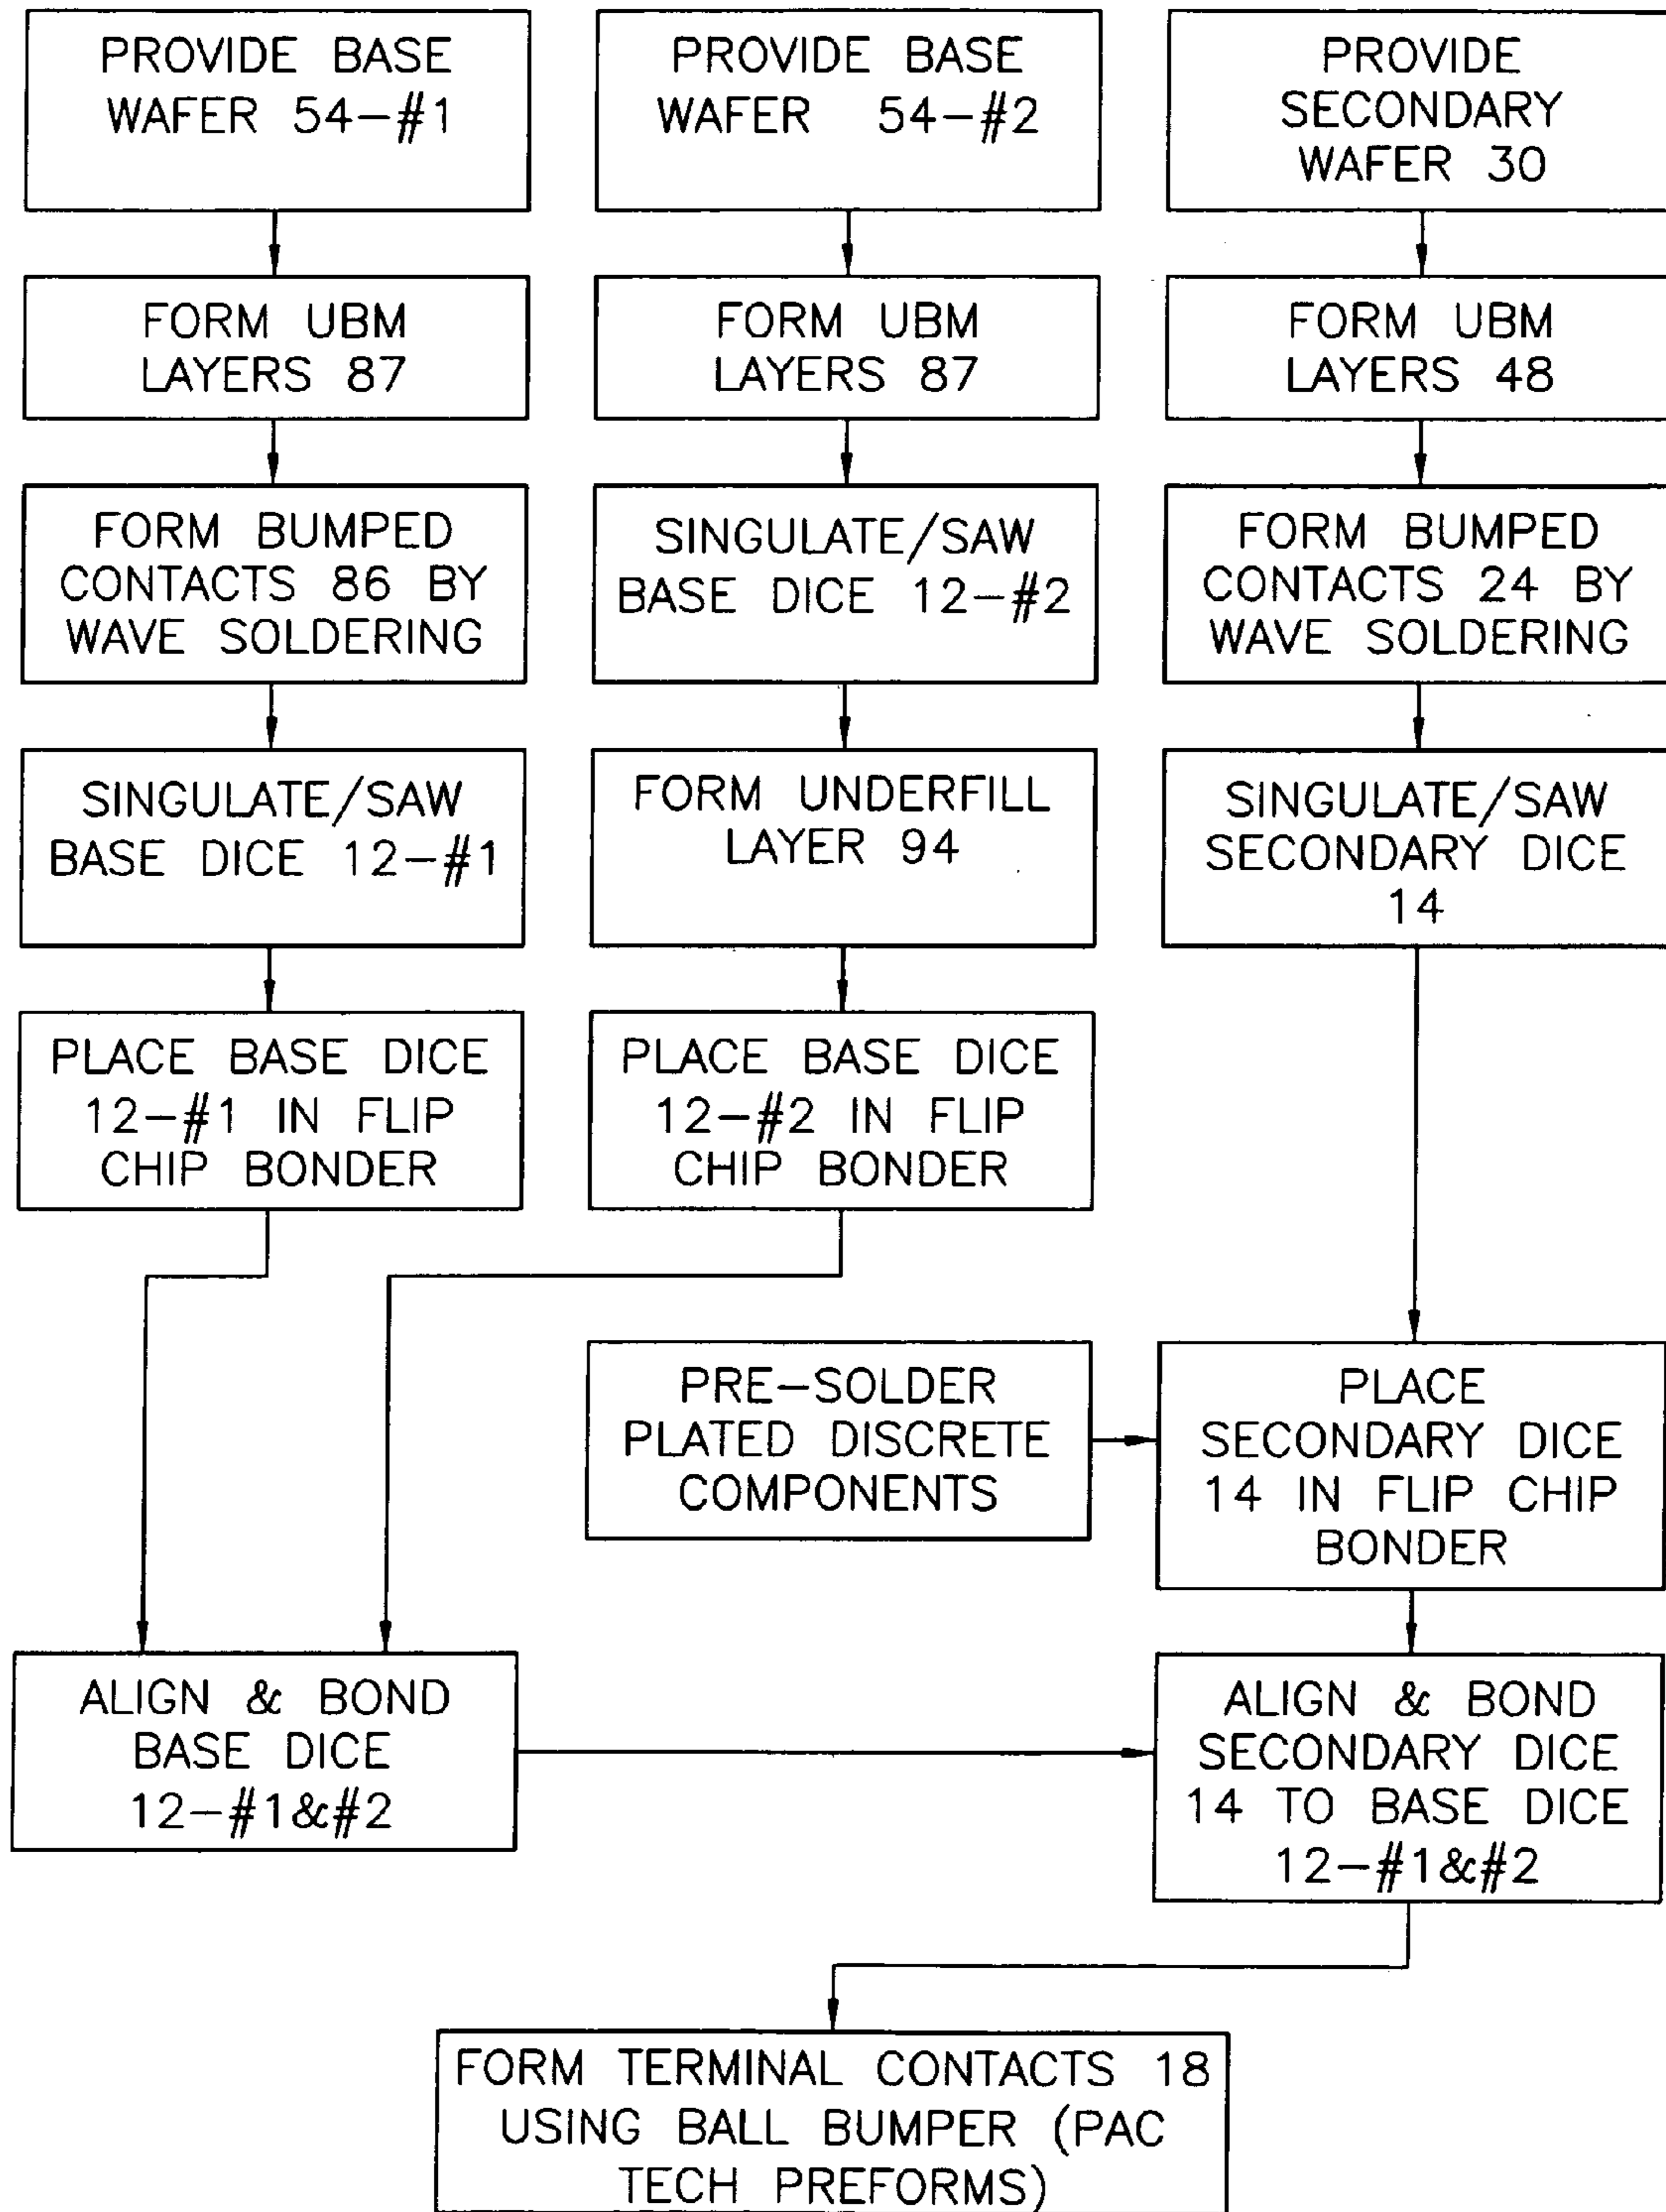 PROVIDE BASE
WAFER 54-#1
PROVIDE BASE
WAFER 54-#2
PROVIDE
SECONDARY
WAFER 30
FORM UBM
LAYERS 87
FORM UBM
LAYERS 87
FORM UBM
LAYERS 48
FORM BUMPED
CONTACTS 86 BY
WAVE SOLDERING
SINGULATE/SAW
BASE DICE 12-#2
FORM BUMPED
CONTACTS 24 BY
WAVE SOLDERING
SINGULATE/SAW
BASE DICE 12-#1
FORM UNDERFILL
LAYER 94
SINGULATE/SAW
SECONDARY DICE
14
PLACE BASE DICE
12-#1 IN FLIP
CHIP BONDER
PLACE BASE DICE
12-#2 IN FLIP
CHIP BONDER
PRE-SOLDER
PLATED DISCRETE
COMPONENTS
PLACE
SECONDARY DICE
14 IN FLIP CHIP
BONDER
ALIGN & BOND
BASE DICE
12-#1&#2
ALIGN & BOND
SECONDARY DICE
14 TO BASE DICE
12-#1&#2
FORM TERMINAL CONTACTS 18
USING BALL BUMPER (PAC
TECH PREFORMS)